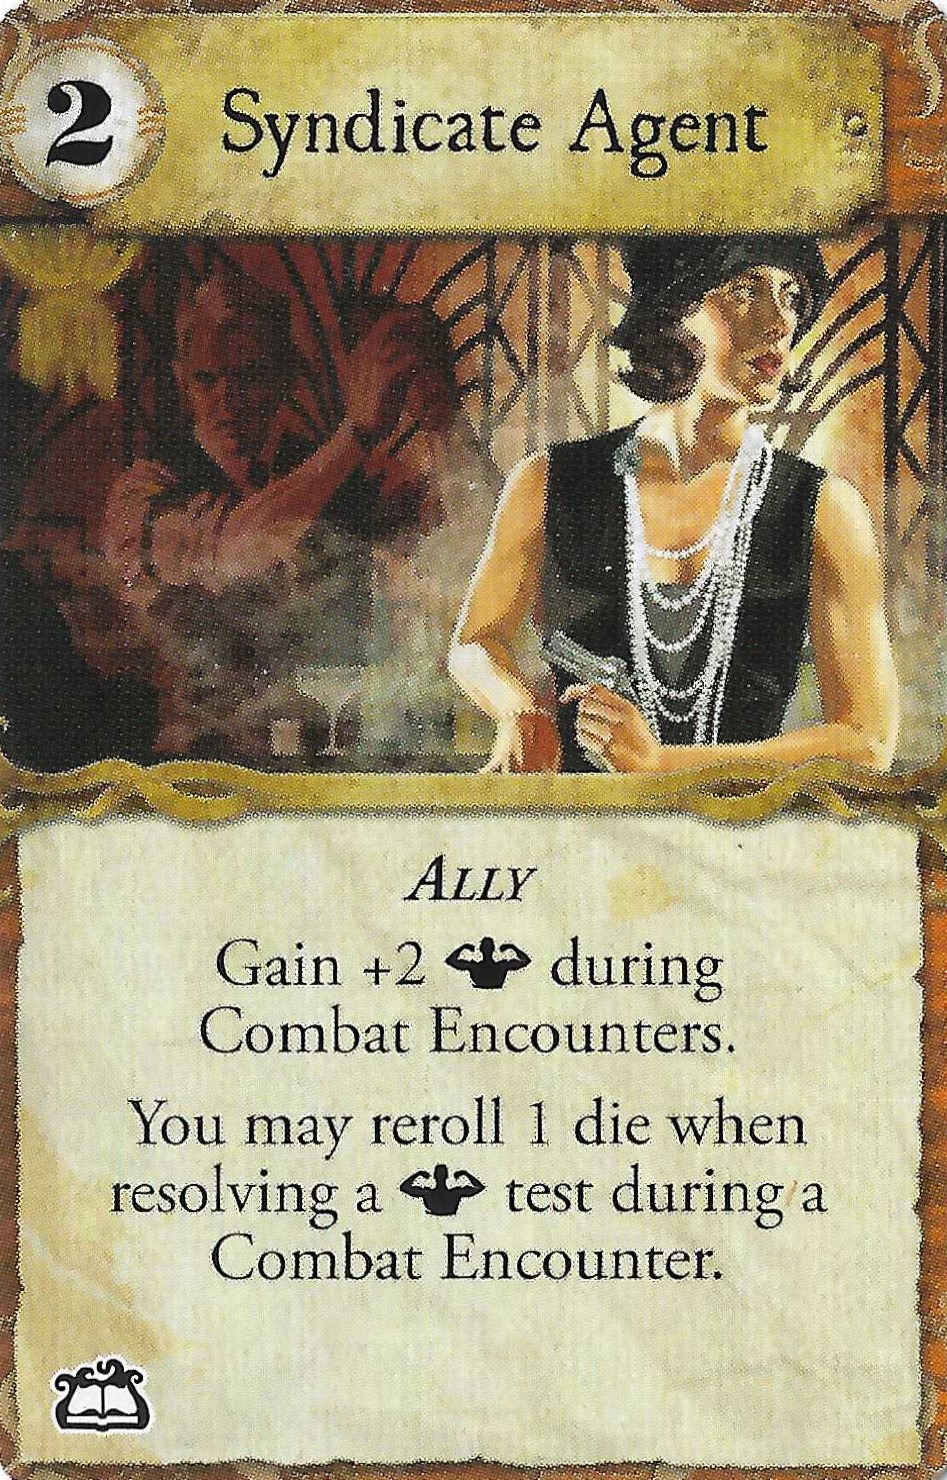 2
Syndicate Agent
ALLY
Gain +2 during
Combat Encounters.
You may reroll 1 die when
resolving a test during a
Combat Encounter.